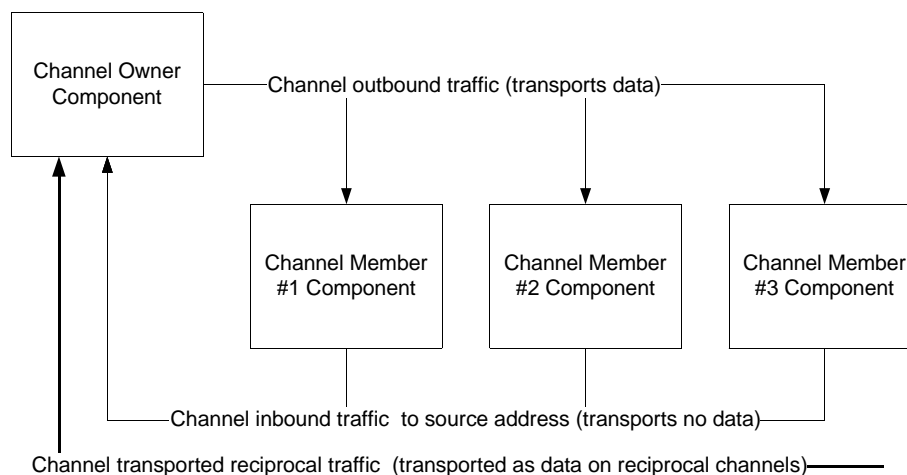 Channel Owner
Component
Channel outbound traffic (transports data)
Channel Member
#1 Component
Channel Member
#2 Component
Channel Member
#3 Component
Channel inbound traffic to source address (transports no data)
Channel transported reciprocal traffic (transported as data on reciprocal channels)